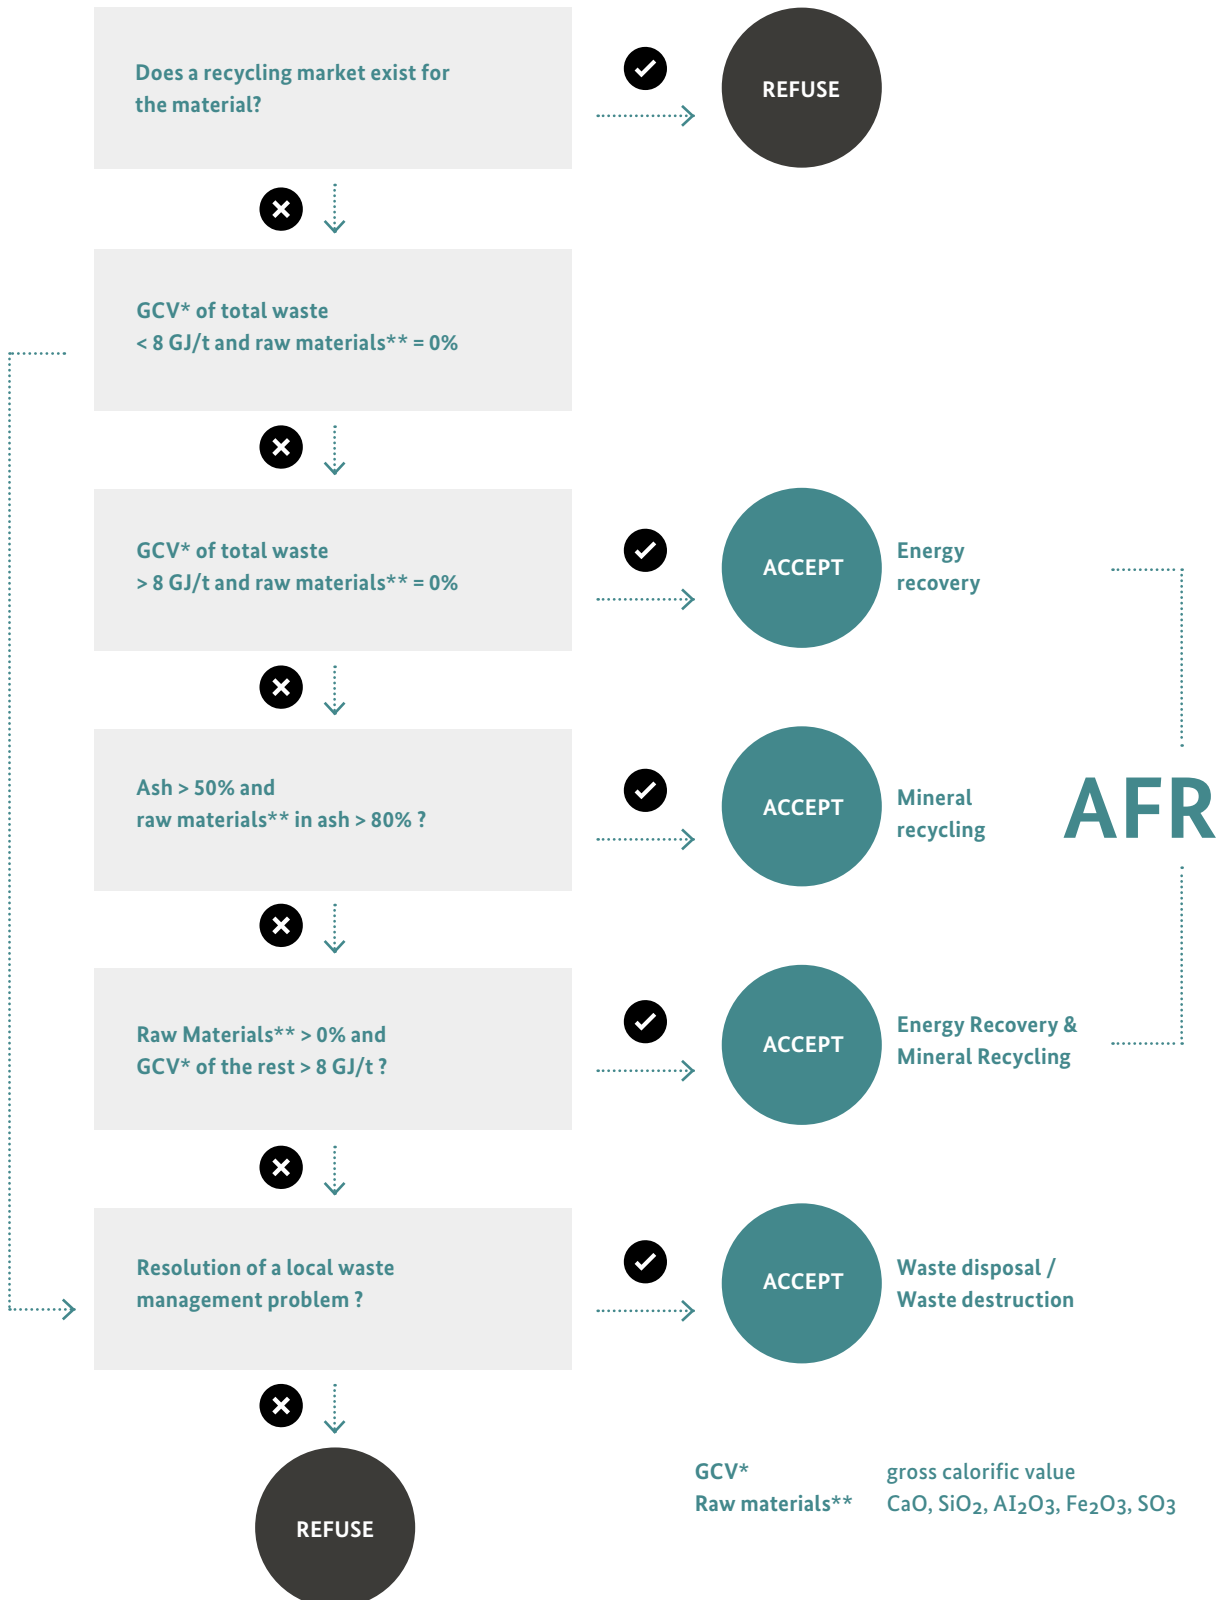 Does a recycling market exist for
the material?
REFUSE
GCV* of total waste
< 8 GJ/t and raw materials** = 0%
GCV* of total waste
> 8 GJ/t and raw materials** = 0%
ACCEPT
Energy
recovery
Ash > 50% and
raw materials** in ash > 80% ?
ACCEPT
Mineral
recycling
AFR
Raw Materials** > 0% and
GCV* of the rest > 8 GJ/t ?
ACCEPT
Energy Recovery &
Mineral Recycling
Resolution of a local waste
management problem ?
ACCEPT
Waste disposal /
Waste destruction
REFUSE
GCV* gross calorific value
Raw materials** CaO, SiO2, AI2O3, Fe2O3, SO3